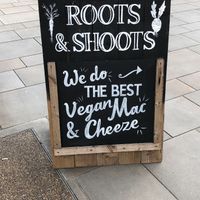 ROOTS
& SHOOTS
We do
THE BEST
Vegan Mac
& Cheeze